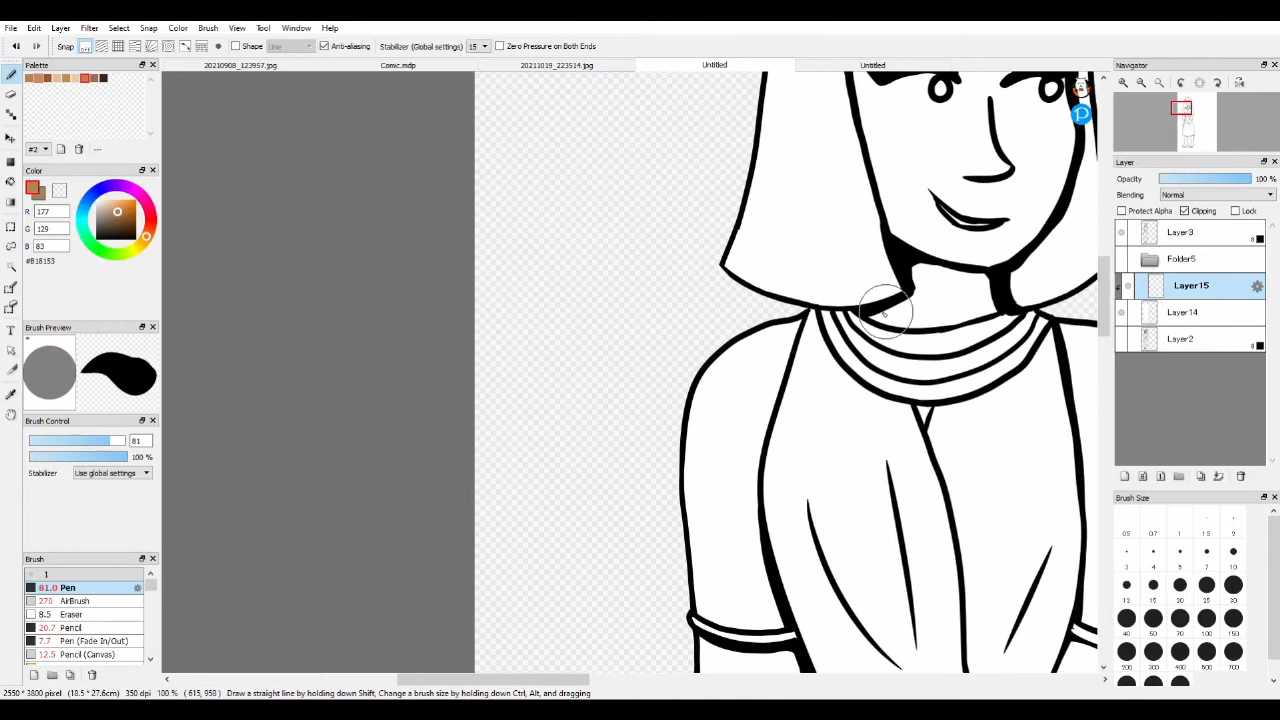 File Edit Layer Filter Select Snap Color Brush View Tool Window Help
Snap Shape Line Anti-aliasing Stabilizer (Global settings) 15 Zero Pressure on Both Ends
Palette
20210908_123957.jpg Comic.mdp 20211019_223514.jpg Untitled Untitled
Navigator
#2
Color
R 177
G 129
B 83
#B18153
Layer
Opacity 100 %
Blending Normal
Protect Alpha Clipping Lock
Layer3
8
Folder5
Layer15
Layer14
Layer2
8
Brush Preview
Brush Control
81
100 %
Stabilizer Use global settings
Brush Size
0.5 0.7 1 1.5 2
3 4 5 7 10
12 15 20 25 30
40 50 70 100 150
200 300 400 500 700
Brush
1
81.0 Pen
270 AirBrush
8.5 Eraser
20.7 Pencil
7.7 Pen (Fade In/Out)
12.5 Pencil (Canvas)
2550 * 3800 pixel (18.5 * 27.6cm) 350 dpi 100 % ( 615, 958 ) Draw a straight line by holding down Shift, Change a brush size by holding down Ctrl, Alt, and dragging